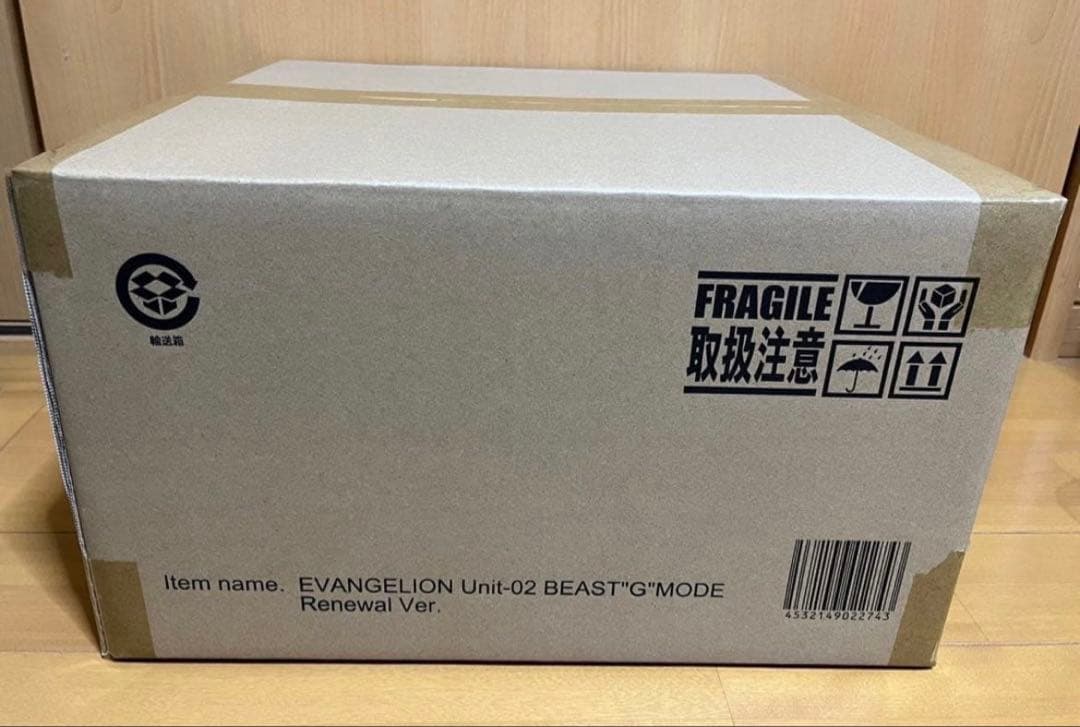 輸送箱
FRAGILE
取扱注意
Item name. EVANGELION Unit-02 BEAST"G"MODE
Renewal Ver.
4532149022743